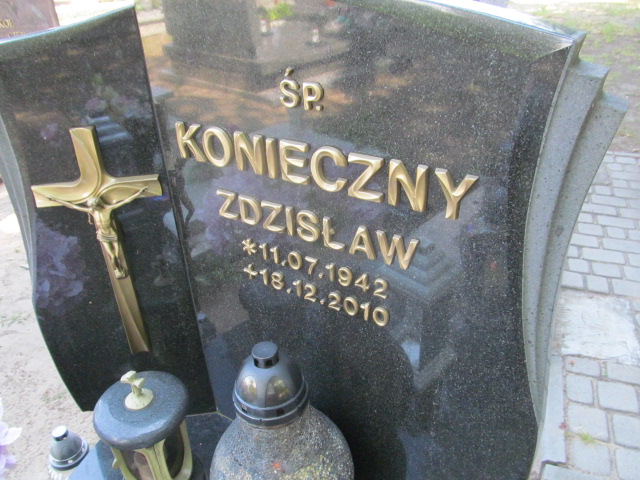 ŚP.
KONIECZNY
ZDZISŁAW
*11.07.1942
+18.12.2010